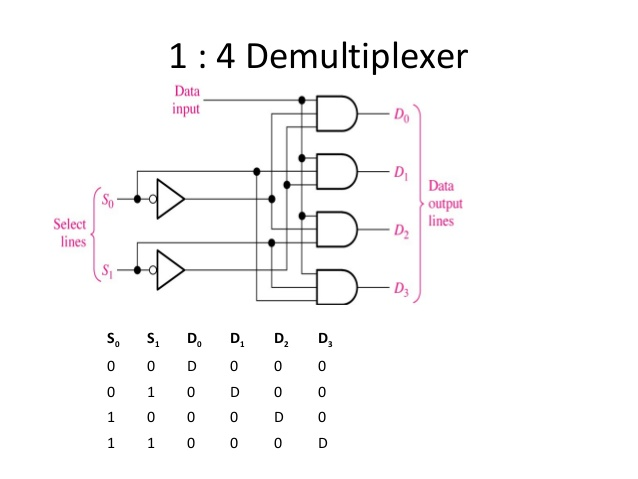 1 : 4 Demultiplexer
Data
input
D₀
D₁
D₂
D₃
Data
output
lines
Select
lines
S₀
S₁
S₀ S₁ D₀ D₁ D₂ D₃
0 0 D 0 0 0
0 1 0 D 0 0
1 0 0 0 D 0
1 1 0 0 0 D